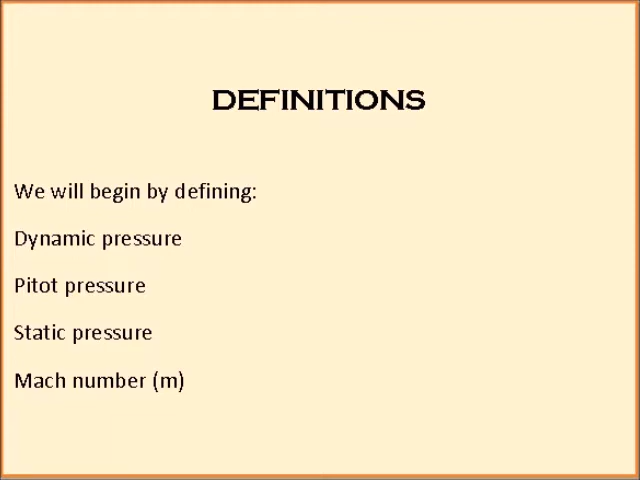 DEFINITIONS
We will begin by defining:
Dynamic pressure
Pitot pressure
Static pressure
Mach number (m)